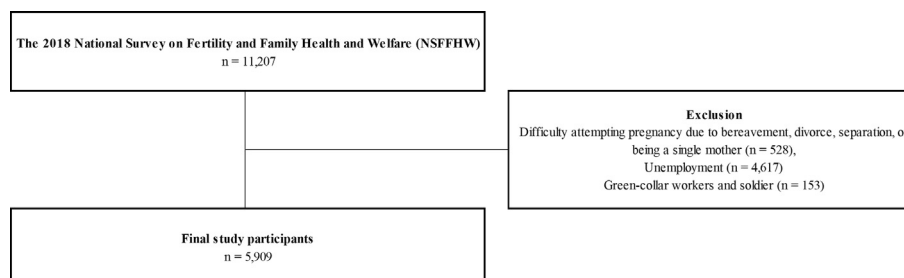 The 2018 National Survey on Fertility and Family Health and Welfare (NSFFHW)
n = 11,207
Exclusion
Difficulty attempting pregnancy due to bereavement, divorce, separation, o
being a single mother (n = 528),
Unemployment (n = 4,617)
Green-collar workers and soldier (n = 153)
Final study participants
n = 5,909